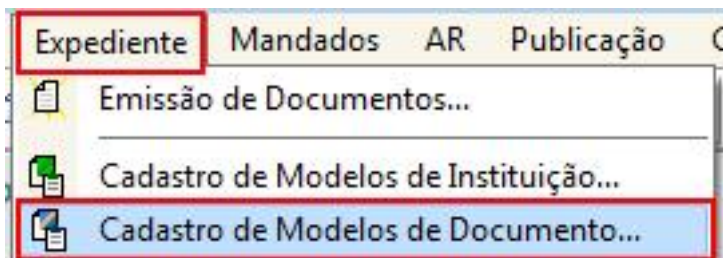 Expediente Mandados AR Publicação
Emissão de Documentos...
Cadastro de Modelos de Instituição...
Cadastro de Modelos de Documento...